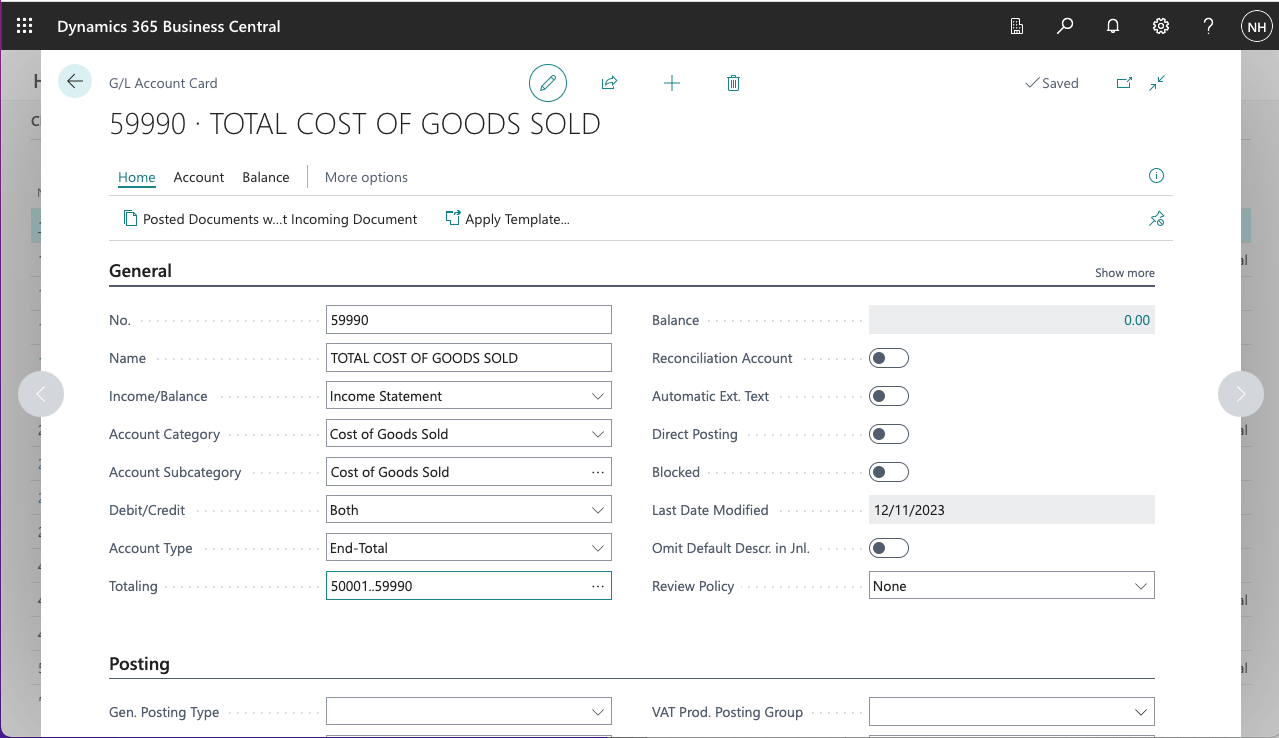 Dynamics 365 Business Central
NH
G/L Account Card
Saved
59990 · TOTAL COST OF GOODS SOLD
Home Account Balance More options
Posted Documents w...t Incoming Document Apply Template...
General Show more
No. 59990
Name TOTAL COST OF GOODS SOLD
Income/Balance Income Statement
Account Category Cost of Goods Sold
Account Subcategory Cost of Goods Sold ...
Debit/Credit Both
Account Type End-Total
Totaling 50001..59990 ...
Balance 0.00
Reconciliation Account
Automatic Ext. Text
Direct Posting
Blocked
Last Date Modified 12/11/2023
Omit Default Descr. in Jnl.
Review Policy None
Posting
Gen. Posting Type
VAT Prod. Posting Group